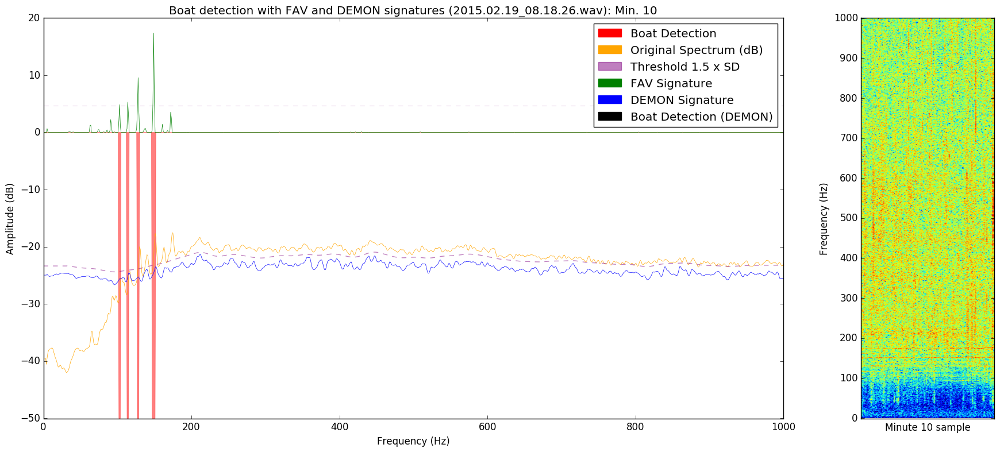 Boat detection with FAV and DEMON signatures (2015.02.19_08.18.26.wav): Min. 10
Boat Detection
Original Spectrum (dB)
Threshold 1.5 x SD
FAV Signature
DEMON Signature
Boat Detection (DEMON)
Amplitude (dB)
20
10
0
−10
−20
−30
−40
−50
0
200
400
600
800
1000
Frequency (Hz)
Frequency (Hz)
1000
900
800
700
600
500
400
300
200
100
0
Minute 10 sample